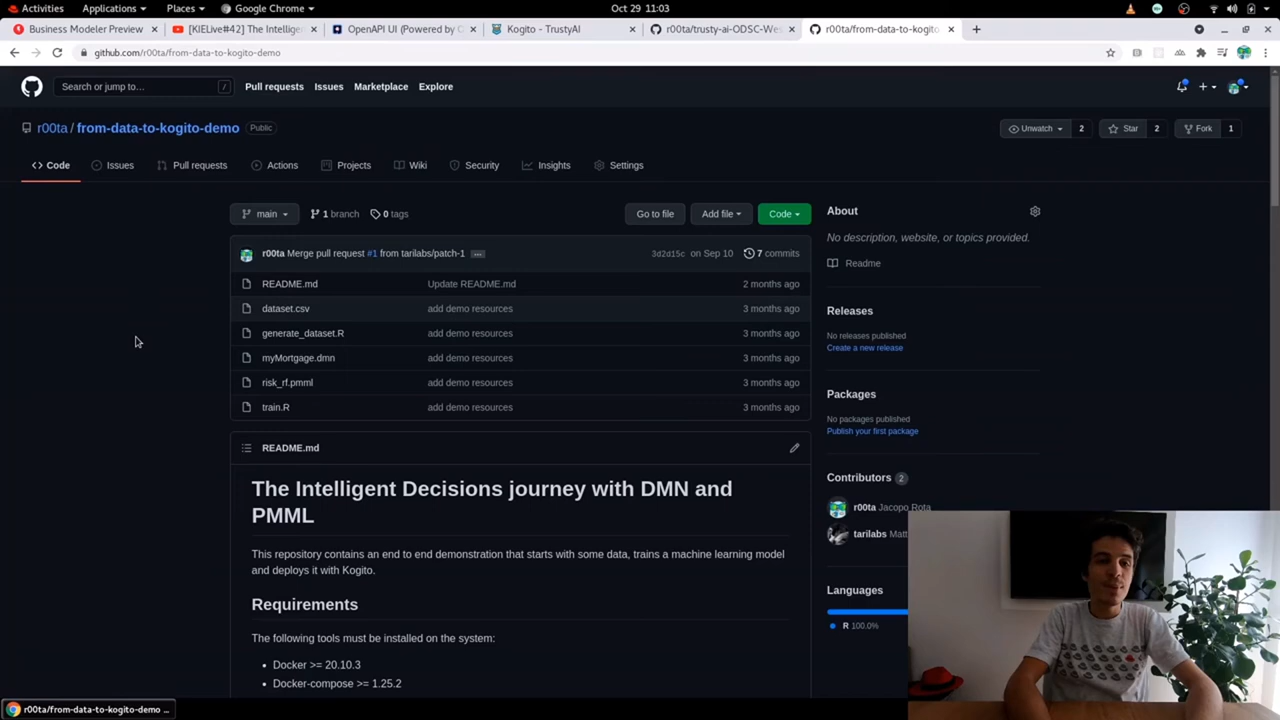 Activities
Applications
Places
Google Chrome
Oct 29 11:03
Business Modeler Preview
[KIELive#42] The Intellige
OpenAPI UI (Powered by
Kogito - TrustyAI
r00ta/trusty-ai-ODSC-Wes
r00ta/from-data-to-kogito
github.com/r00ta/from-data-to-kogito-demo
Search or jump to…
/
Pull requests
Issues
Marketplace
Explore
r00ta / from-data-to-kogito-demo
Public
Unwatch 2
Star 2
Fork 1
Code
Issues
Pull requests
Actions
Projects
Wiki
Security
Insights
Settings
main
1 branch
0 tags
Go to file
Add file
Code
r00ta Merge pull request #1 from tarilabs/patch-1 ...
3d2d15c on Sep 10
7 commits
README.md Update README.md 2 months ago
dataset.csv add demo resources 3 months ago
generate_dataset.R add demo resources 3 months ago
myMortgage.dmn add demo resources 3 months ago
risk_rf.pmml add demo resources 3 months ago
train.R add demo resources 3 months ago
README.md
The Intelligent Decisions journey with DMN and
PMML
This repository contains an end to end demonstration that starts with some data, trains a machine learning model
and deploys it with Kogito.
Requirements
The following tools must be installed on the system:
• Docker >= 20.10.3
• Docker-compose >= 1.25.2
About
No description, website, or topics provided.
Readme
Releases
No releases published
Create a new release
Packages
No packages published
Publish your first package
Contributors 2
r00ta Jacopo Rota
tarilabs Matt
Languages
R 100.0%
r00ta/from-data-to-kogito-demo ...